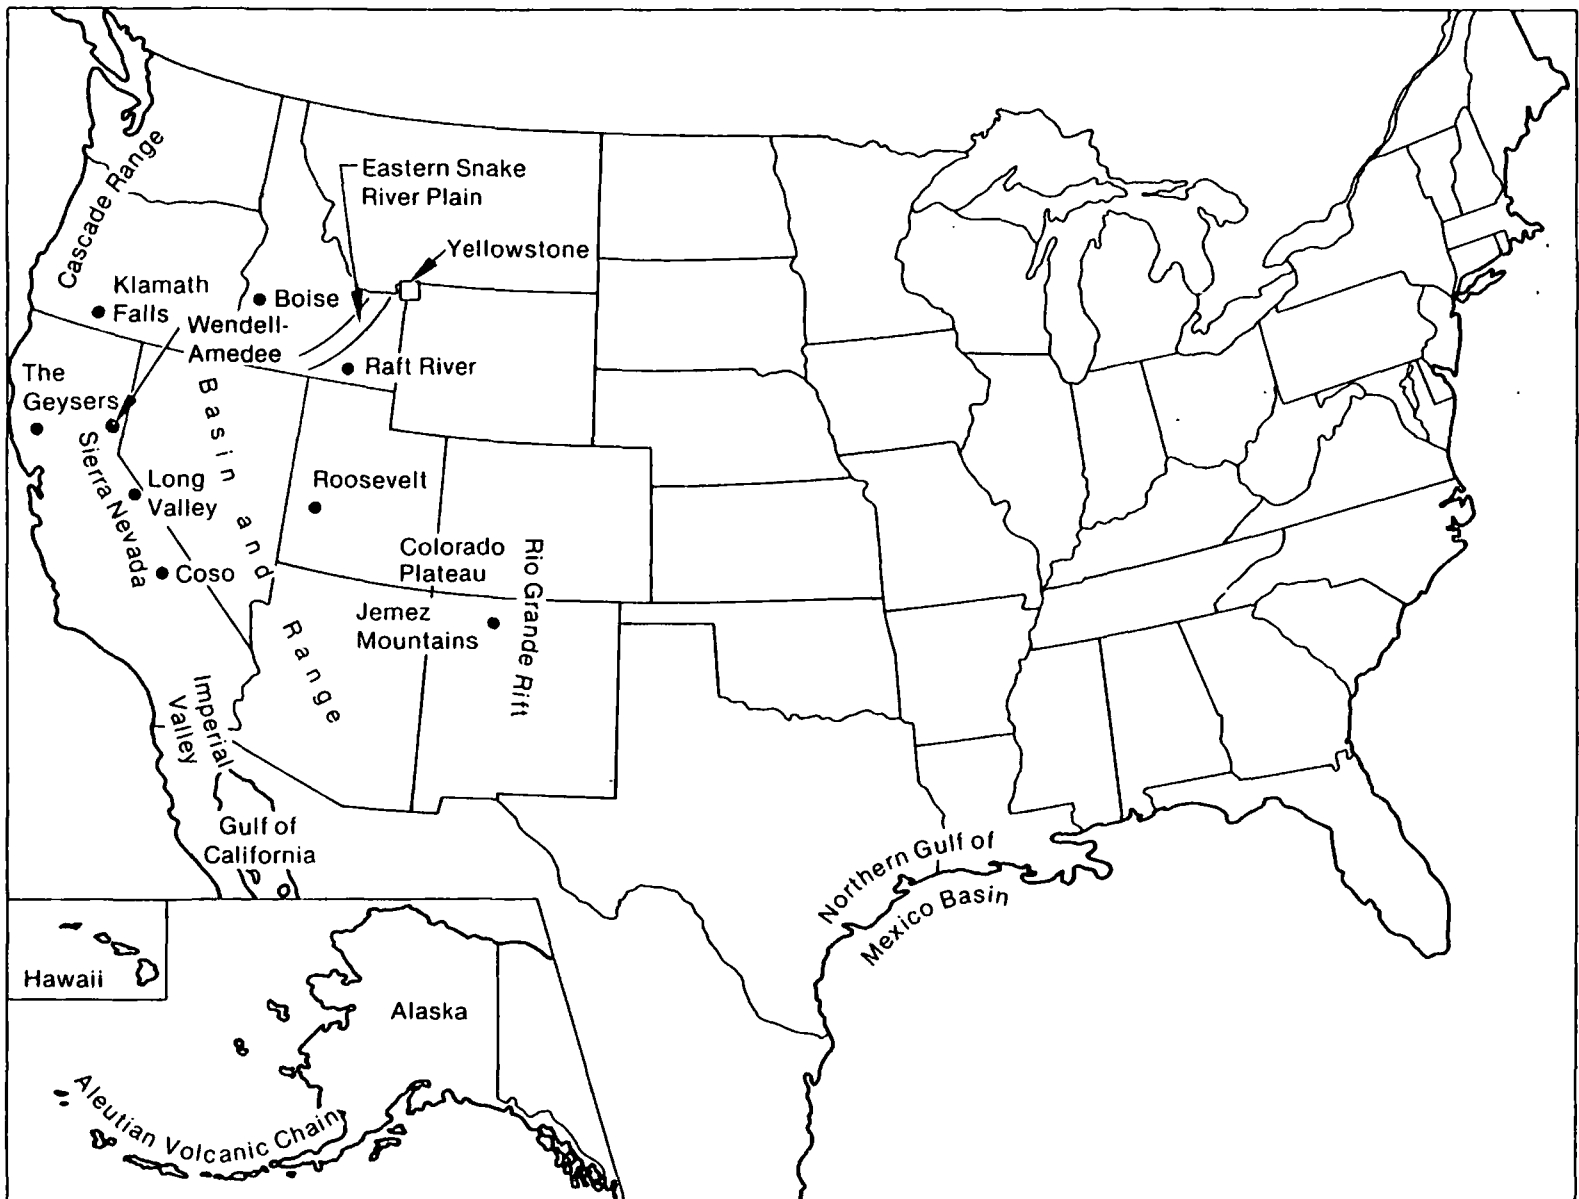 Cascade Range
Eastern Snake
River Plain
Yellowstone
Klamath
Falls
Boise
Wendell-
Amedee
Raft River
The
Geysers
Basin and Range
Sierra Nevada
Long
Valley
Roosevelt
Coso
Colorado
Plateau
Rio Grande Rift
Jemez
Mountains
Imperial
Valley
Gulf of
California
Northern Gulf of
Mexico Basin
Hawaii
Alaska
Aleutian Volcanic Chain